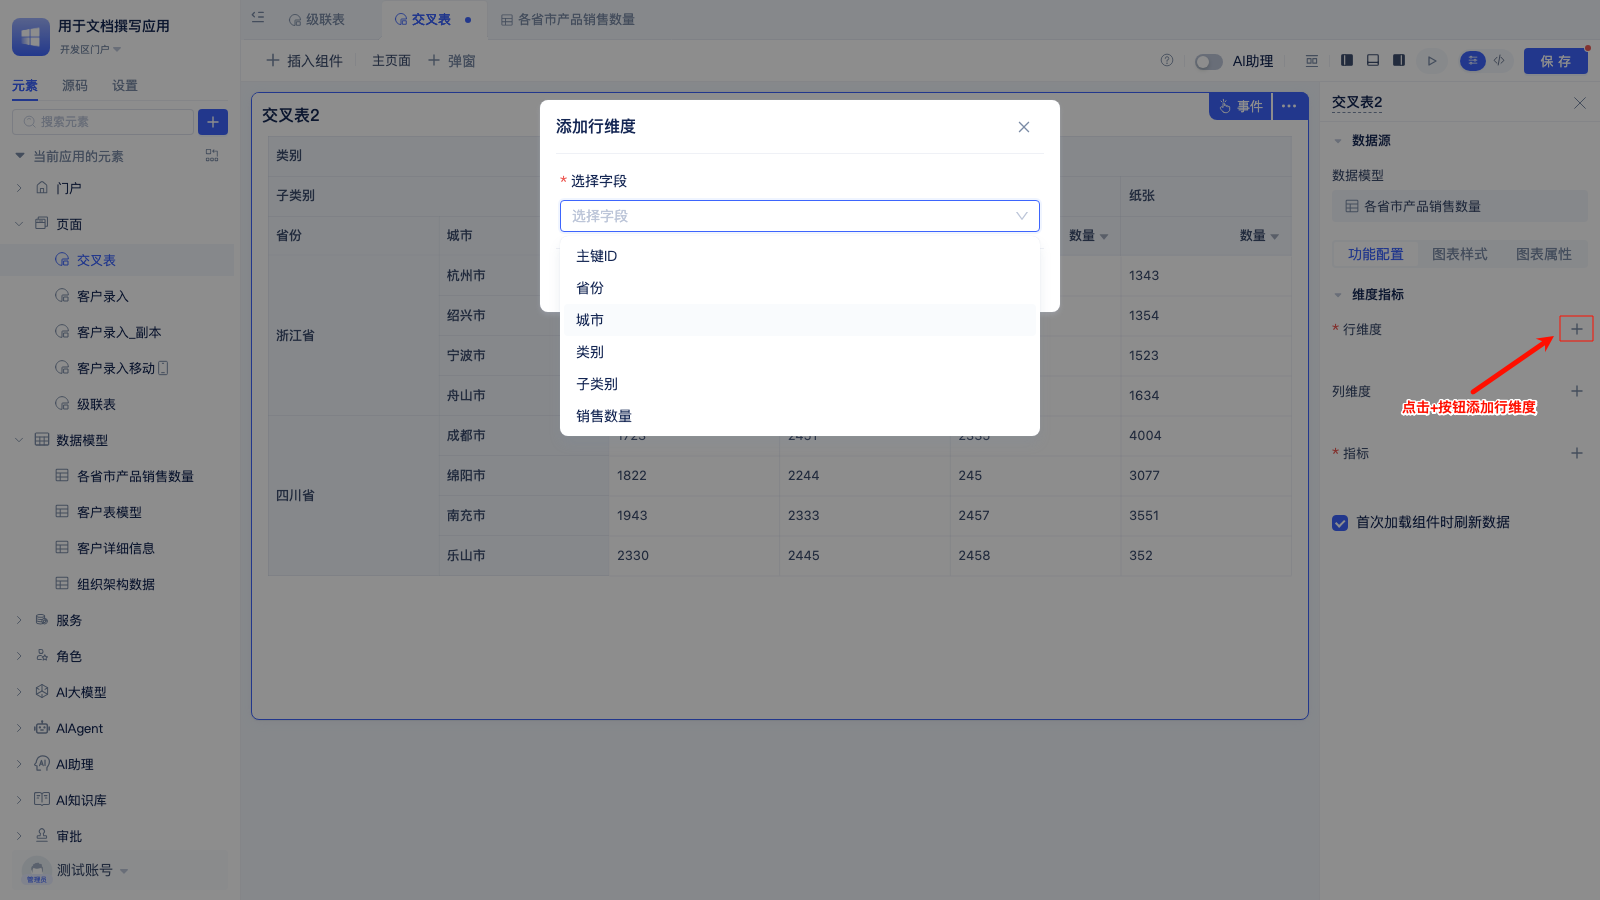 用于文档撰写应用
开发区门户
元素 源码 设置
搜索元素
当前应用的元素
门户
页面
交叉表
客户录入
客户录入_副本
客户录入移动
级联表
数据模型
各省市产品销售数量
客户表模型
客户详细信息
组织架构数据
服务
角色
AI大模型
AIAgent
AI助理
AI知识库
审批
管理员 测试账号
级联表 交叉表 各省市产品销售数量
插入组件 主页面 弹窗
AI助理 保存
交叉表2
事件
类别
子类别 纸张
省份 城市 数量 数量
浙江省
杭州市 1343
绍兴市 1354
宁波市 1523
舟山市 1634
四川省
成都市 4004
绵阳市 1822 2244 245 3077
南充市 1943 2333 2457 3551
乐山市 2330 2445 2458 352
添加行维度
* 选择字段
选择字段
主键ID
省份
城市
类别
子类别
销售数量
交叉表2
数据源
数据模型
各省市产品销售数量
功能配置 图表样式 图表属性
维度指标
* 行维度
列维度
点击+按钮添加行维度
* 指标
首次加载组件时刷新数据